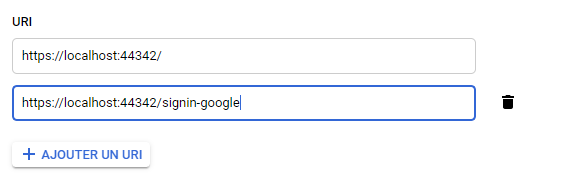 URI
https://localhost:44342/
https://localhost:44342/signin-google
+ AJOUTER UN URI